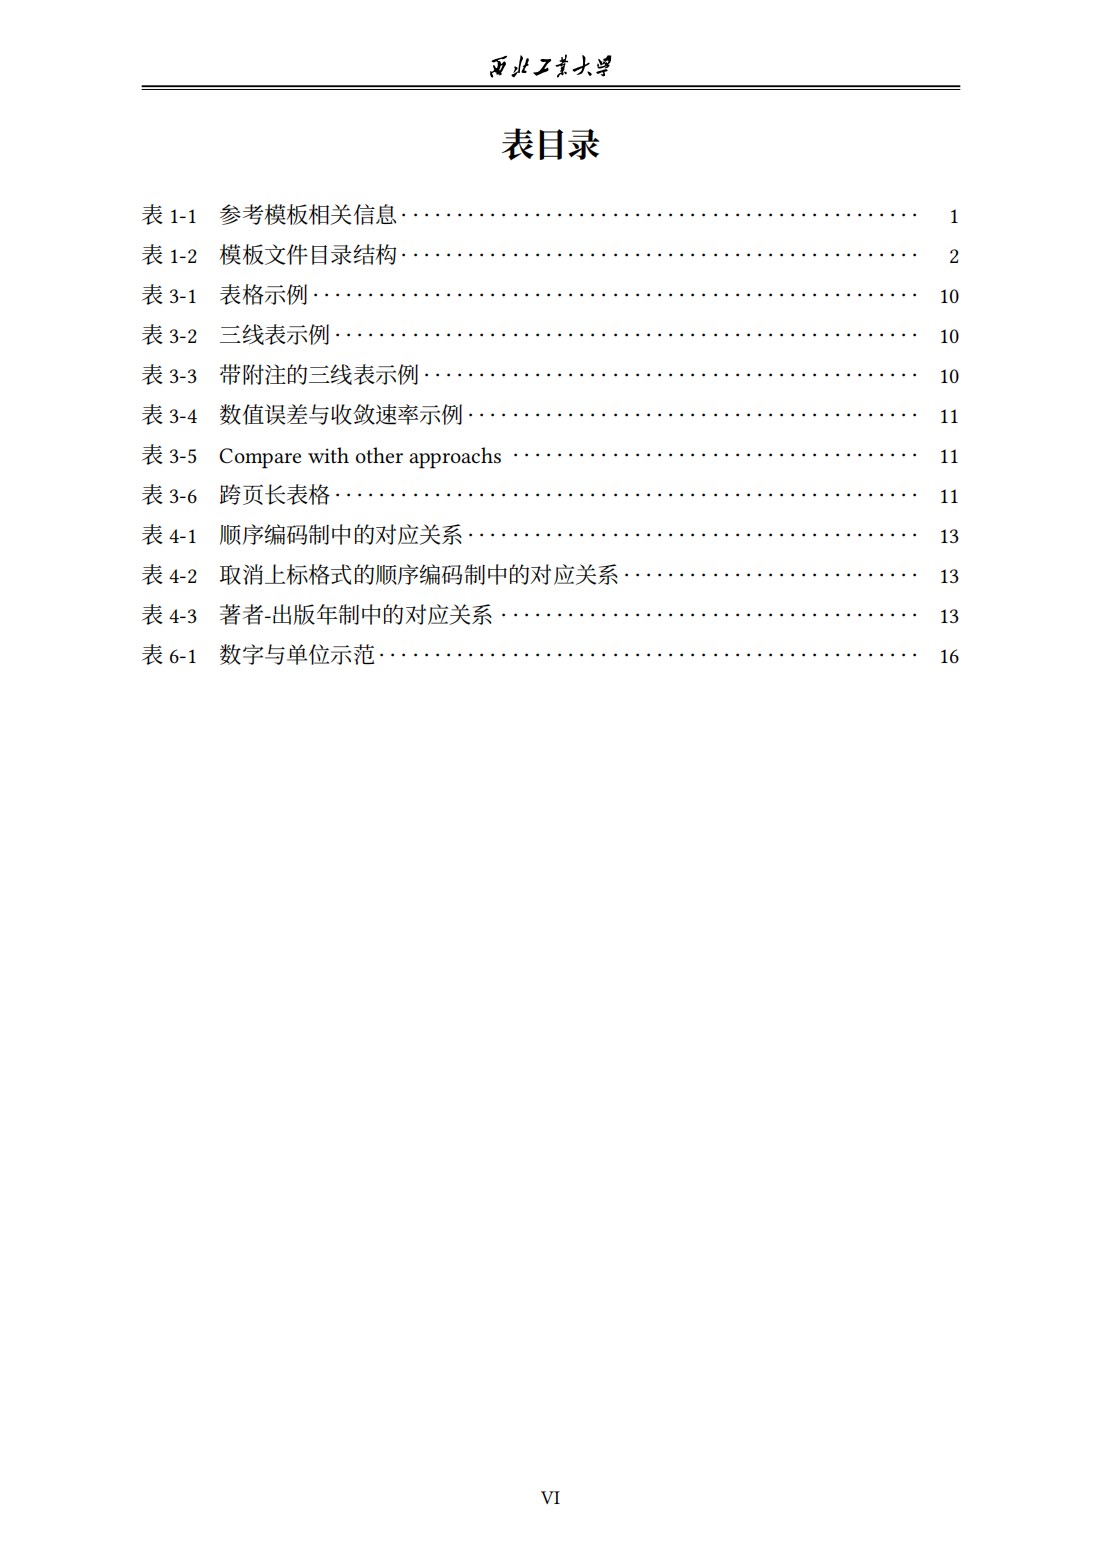 西北工业大学
表目录
表 1-1 参考模板相关信息 1
表 1-2 模板文件目录结构 2
表 3-1 表格示例 10
表 3-2 三线表示例 10
表 3-3 带附注的三线表示例 10
表 3-4 数值误差与收敛速率示例 11
表 3-5 Compare with other approachs 11
表 3-6 跨页长表格 11
表 4-1 顺序编码制中的对应关系 13
表 4-2 取消上标格式的顺序编码制中的对应关系 13
表 4-3 著者-出版年制中的对应关系 13
表 6-1 数字与单位示范 16
VI